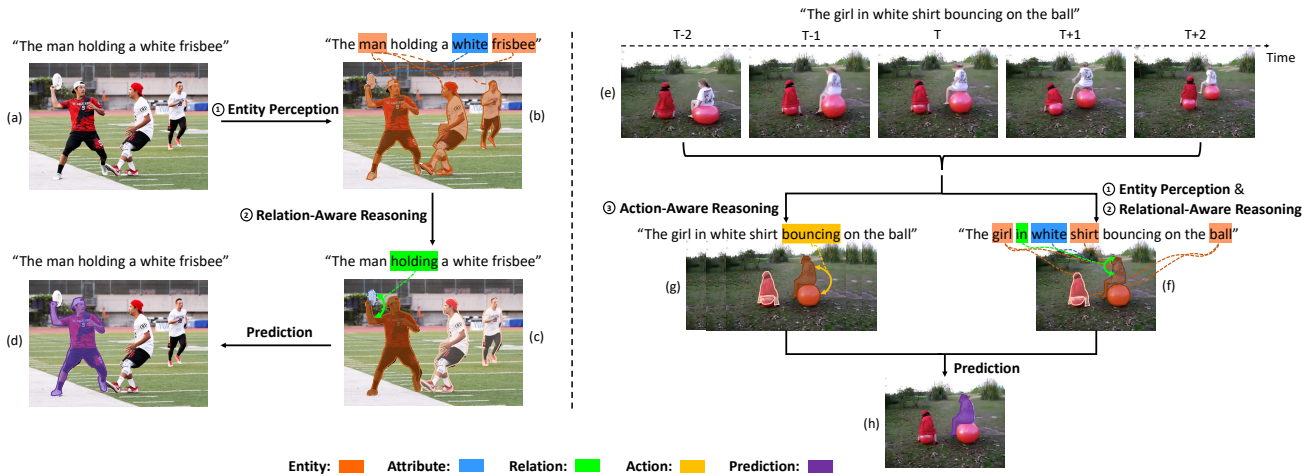 “The man holding a white frisbee”
(a)
① Entity Perception
“The man holding a white frisbee”
(b)
② Relation-Aware Reasoning
“The man holding a white frisbee”
(c)
Prediction
“The man holding a white frisbee”
(d)
“The girl in white shirt bouncing on the ball”
T-2 T-1 T T+1 T+2
Time
(e)
① Entity Perception &
② Relational-Aware Reasoning
③ Action-Aware Reasoning
“The girl in white shirt bouncing on the ball”
(g)
“The girl in white shirt bouncing on the ball”
(f)
Prediction
(h)
Entity: Attribute: Relation: Action: Prediction: